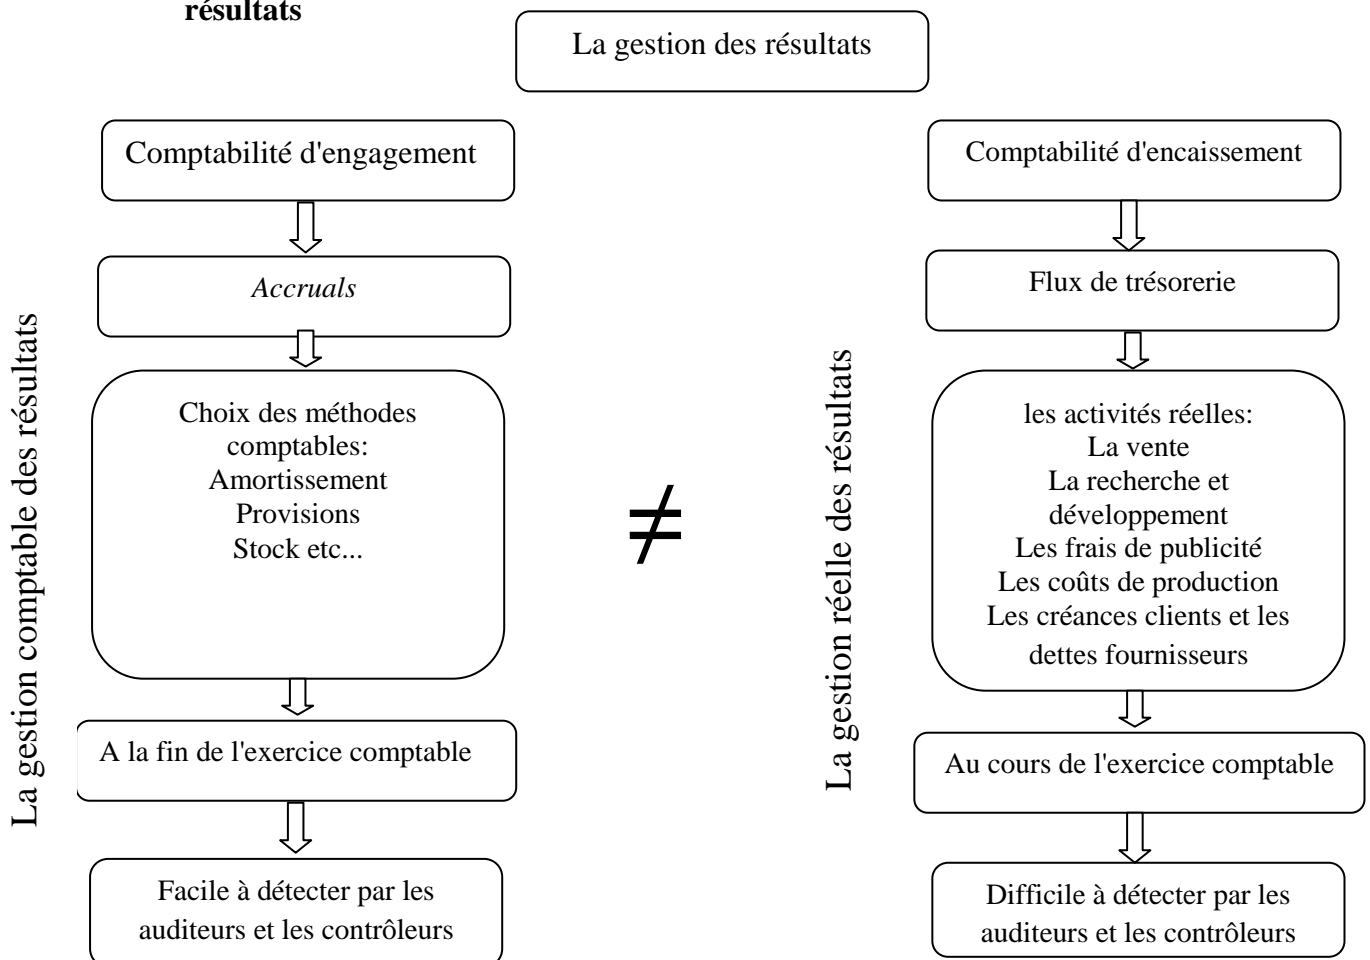 résultats
La gestion des résultats
Comptabilité d'engagement
Accruals
Choix des méthodes
comptables:
Amortissement
Provisions
Stock etc...
A la fin de l'exercice comptable
Facile à détecter par les
auditeurs et les contrôleurs
La gestion comptable des résultats
≠
Comptabilité d'encaissement
Flux de trésorerie
les activités réelles:
La vente
La recherche et
développement
Les frais de publicité
Les coûts de production
Les créances clients et les
dettes fournisseurs
Au cours de l'exercice comptable
Difficile à détecter par les
auditeurs et les contrôleurs
La gestion réelle des résultats